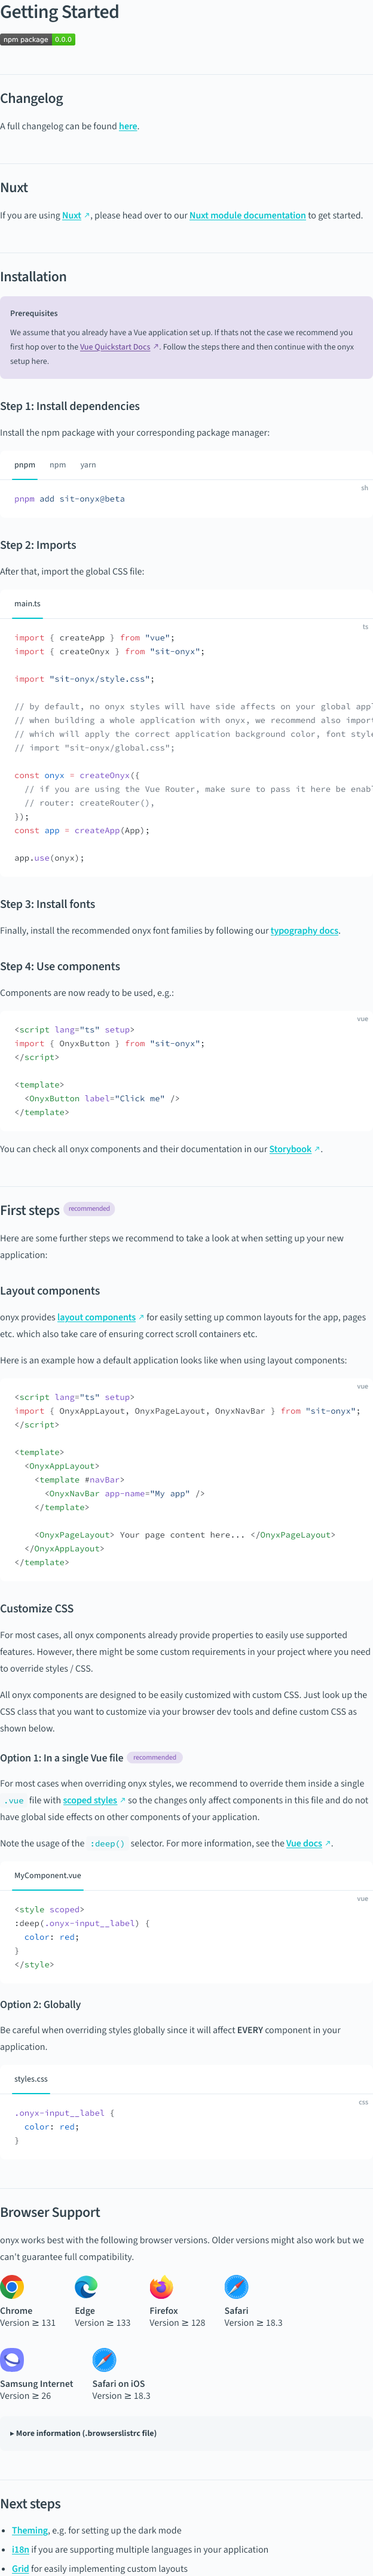 Getting Started
npm package 0.0.0
Changelog
A full changelog can be found here.
Nuxt
If you are using Nuxt ↗, please head over to our Nuxt module documentation to get started.
Installation
Prerequisites
We assume that you already have a Vue application set up. If thats not the case we recommend you
first hop over to the Vue Quickstart Docs ↗. Follow the steps there and then continue with the onyx
setup here.
Step 1: Install dependencies
Install the npm package with your corresponding package manager:
pnpm npm yarn
sh
pnpm add sit-onyx@beta
Step 2: Imports
After that, import the global CSS file:
main.ts
ts
import { createApp } from "vue";
import { createOnyx } from "sit-onyx";
import "sit-onyx/style.css";
// by default, no onyx styles will have side affects on your global appl
// when building a whole application with onyx, we recommend also import
// which will apply the correct application background color, font style
// import "sit-onyx/global.css";
const onyx = createOnyx({
// if you are using the Vue Router, make sure to pass it here be enabl
// router: createRouter(),
});
const app = createApp(App);
app.use(onyx);
Step 3: Install fonts
Finally, install the recommended onyx font families by following our typography docs.
Step 4: Use components
Components are now ready to be used, e.g.:
vue
<script lang="ts" setup>
import { OnyxButton } from "sit-onyx";
</script>
<template>
<OnyxButton label="Click me" />
</template>
You can check all onyx components and their documentation in our Storybook ↗.
First steps recommended
Here are some further steps we recommend to take a look at when setting up your new
application:
Layout components
onyx provides layout components ↗ for easily setting up common layouts for the app, pages
etc. which also take care of ensuring correct scroll containers etc.
Here is an example how a default application looks like when using layout components:
vue
<script lang="ts" setup>
import { OnyxAppLayout, OnyxPageLayout, OnyxNavBar } from "sit-onyx";
</script>
<template>
<OnyxAppLayout>
<template #navBar>
<OnyxNavBar app-name="My app" />
</template>
<OnyxPageLayout> Your page content here... </OnyxPageLayout>
</OnyxAppLayout>
</template>
Customize CSS
For most cases, all onyx components already provide properties to easily use supported
features. However, there might be some custom requirements in your project where you need
to override styles / CSS.
All onyx components are designed to be easily customized with custom CSS. Just look up the
CSS class that you want to customize via your browser dev tools and define custom CSS as
shown below.
Option 1: In a single Vue file recommended
For most cases when overriding onyx styles, we recommend to override them inside a single
.vue file with scoped styles ↗ so the changes only affect components in this file and do not
have global side effects on other components of your application.
Note the usage of the :deep() selector. For more information, see the Vue docs ↗.
MyComponent.vue
vue
<style scoped>
:deep(.onyx-input__label) {
color: red;
}
</style>
Option 2: Globally
Be careful when overriding styles globally since it will affect EVERY component in your
application.
styles.css
css
.onyx-input__label {
color: red;
}
Browser Support
onyx works best with the following browser versions. Older versions might also work but we
can't guarantee full compatibility.
Chrome Edge Firefox Safari
Version ≥ 131 Version ≥ 133 Version ≥ 128 Version ≥ 18.3
Samsung Internet Safari on iOS
Version ≥ 26 Version ≥ 18.3
▸ More information (.browserslistrc file)
Next steps
• Theming, e.g. for setting up the dark mode
• i18n if you are supporting multiple languages in your application
• Grid for easily implementing custom layouts